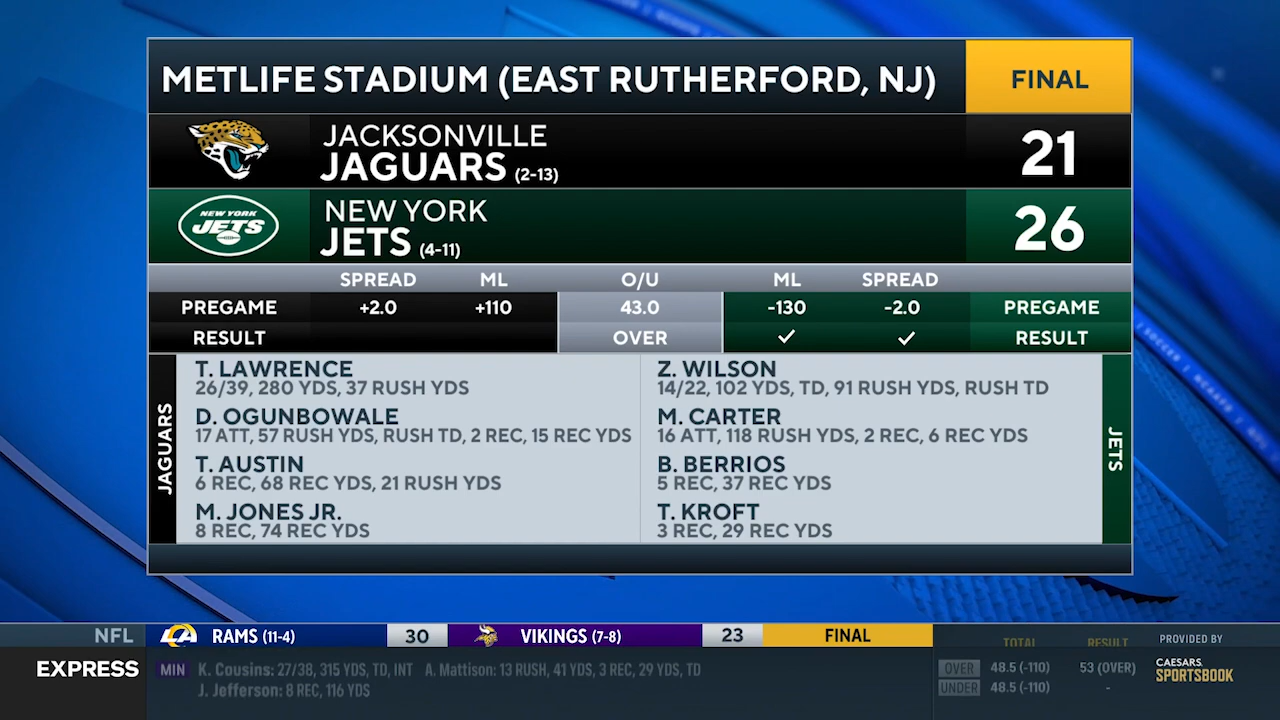 METLIFE STADIUM (EAST RUTHERFORD, NJ) FINAL
JACKSONVILLE
JAGUARS (2-13) 21
NEW YORK JETS
NEW YORK
JETS (4-11) 26
SPREAD ML O/U ML SPREAD
PREGAME +2.0 +110 43.0 -130 -2.0 PREGAME
RESULT OVER ✓ ✓ RESULT
JAGUARS
T. LAWRENCE
26/39, 280 YDS, 37 RUSH YDS
D. OGUNBOWALE
17 ATT, 57 RUSH YDS, RUSH TD, 2 REC, 15 REC YDS
T. AUSTIN
6 REC, 68 REC YDS, 21 RUSH YDS
M. JONES JR.
8 REC, 74 REC YDS
Z. WILSON
14/22, 102 YDS, TD, 91 RUSH YDS, RUSH TD
M. CARTER
16 ATT, 118 RUSH YDS, 2 REC, 6 REC YDS
B. BERRIOS
5 REC, 37 REC YDS
T. KROFT
3 REC, 29 REC YDS
JETS
NFL RAMS (11-4) 30 VIKINGS (7-8) 23 FINAL
EXPRESS
MIN K. Cousins: 27/38, 315 YDS, TD, INT A. Mattison: 13 RUSH, 41 YDS, 3 REC, 29 YDS, TD
J. Jefferson: 8 REC, 116 YDS
TOTAL RESULT
OVER 48.5 (-110) 53 (OVER)
UNDER 48.5 (-110) -
PROVIDED BY
CAESARS
SPORTSBOOK